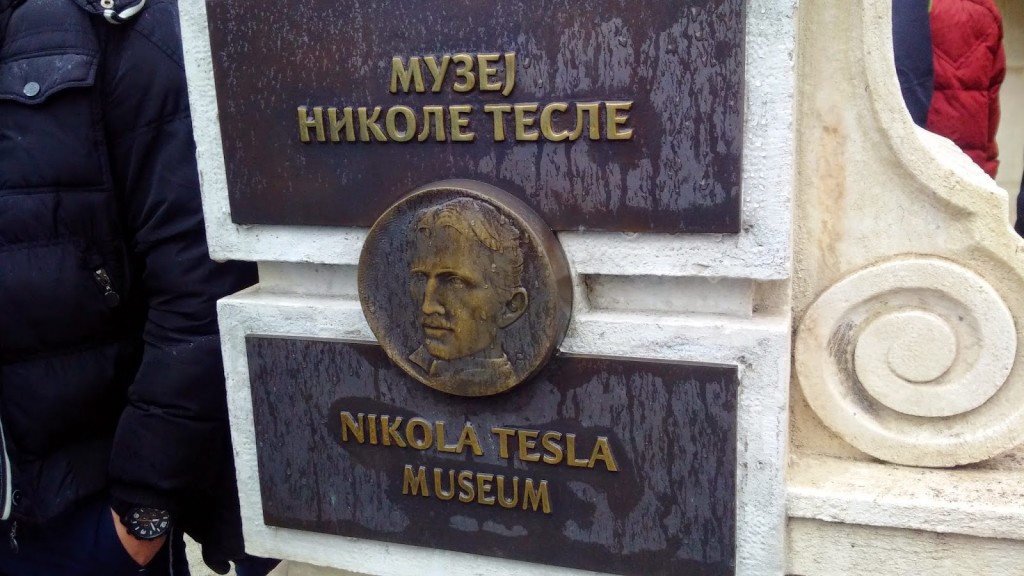 МУЗЕЈ
НИКОЛЕ ТЕСЛЕ
NIKOLA TESLA
MUSEUM